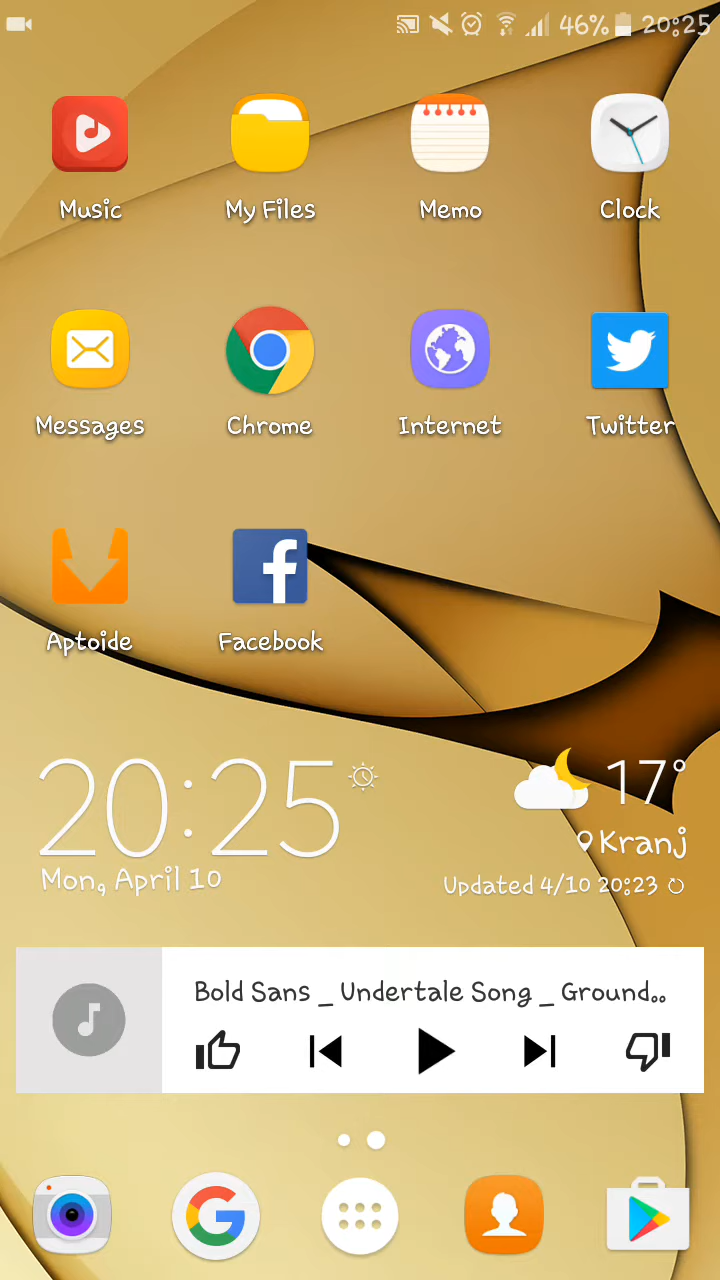 46% 20:25
Music My Files Memo Clock
Messages Chrome Internet Twitter
Aptoide Facebook
20:25 17°
Kranj
Mon, April 10 Updated 4/10 20:23
Bold Sans _ Undertale Song _ Ground..